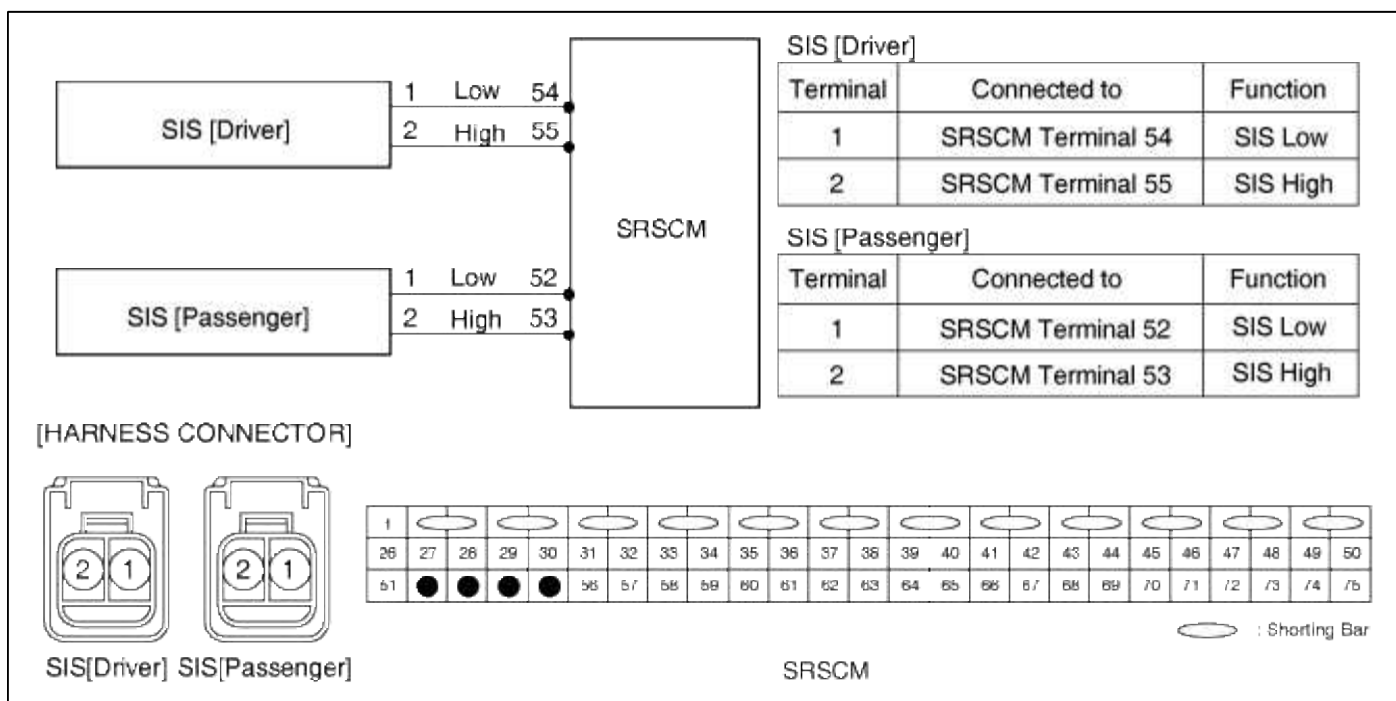 SIS [Driver]
1 Low 54
2 High 55
SIS [Passenger]
1 Low 52
2 High 53
SRSCM
SIS [Driver]
Terminal Connected to Function
1 SRSCM Terminal 54 SIS Low
2 SRSCM Terminal 55 SIS High
SIS [Passenger]
Terminal Connected to Function
1 SRSCM Terminal 52 SIS Low
2 SRSCM Terminal 53 SIS High
[HARNESS CONNECTOR]
2 1
SIS[Driver]
2 1
SIS[Passenger]
1
26 27 28 29 30 31 32 33 34 35 36 37 38 39 40 41 42 43 44 45 46 47 48 49 50
51 56 57 58 59 60 61 62 63 64 65 66 67 68 69 70 71 72 73 74 75
: Shorting Bar
SRSCM